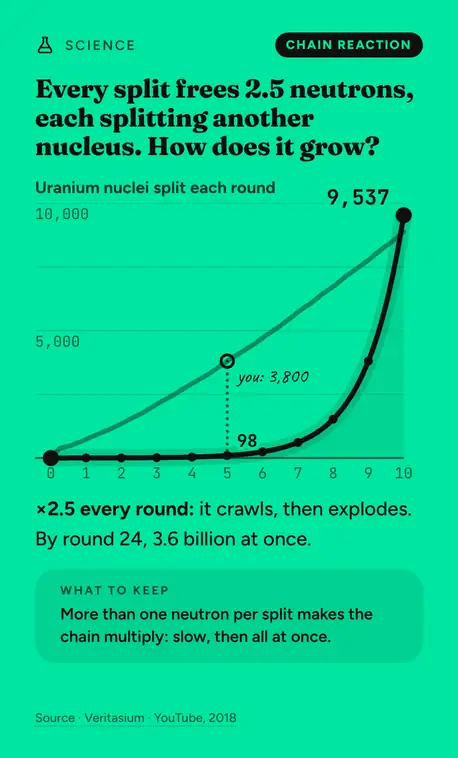 SCIENCE
CHAIN REACTION
Every split frees 2.5 neutrons,
each splitting another
nucleus. How does it grow?
Uranium nuclei split each round
9,537
10,000
5,000
you: 3,800
98
0 1 2 3 4 5 6 7 8 9 10
×2.5 every round: it crawls, then explodes.
By round 24, 3.6 billion at once.
WHAT TO KEEP
More than one neutron per split makes the
chain multiply: slow, then all at once.
Source · Veritasium · YouTube, 2018